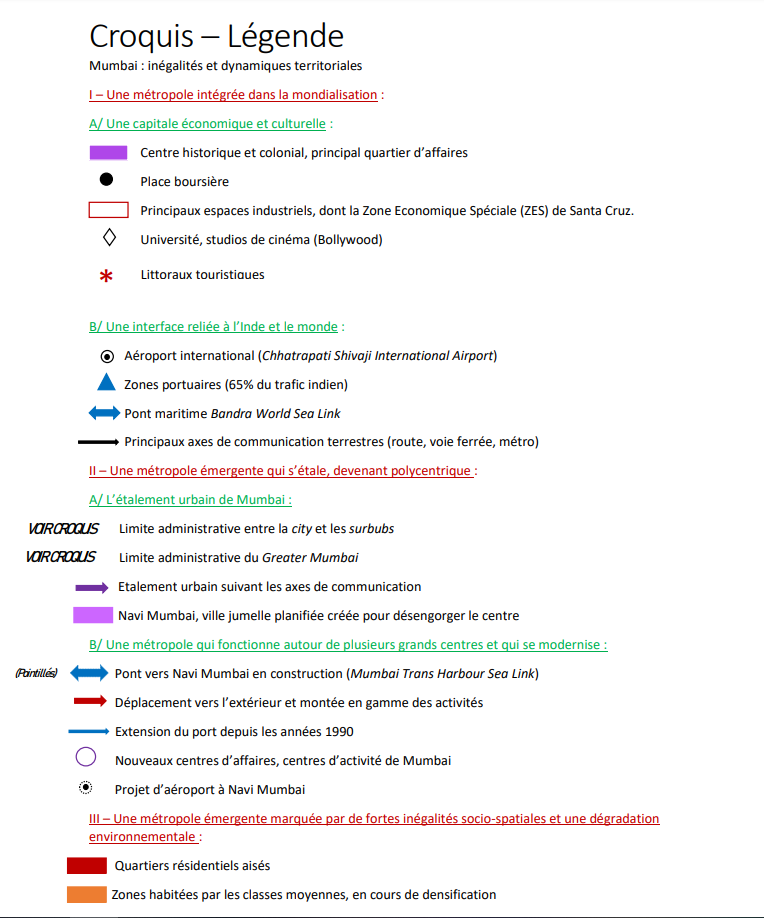 Croquis – Légende
Mumbai : inégalités et dynamiques territoriales
I – Une métropole intégrée dans la mondialisation :
A/ Une capitale économique et culturelle :
Centre historique et colonial, principal quartier d’affaires
Place boursière
Principaux espaces industriels, dont la Zone Economique Spéciale (ZES) de Santa Cruz.
Université, studios de cinéma (Bollywood)
Littoraux touristiques
B/ Une interface reliée à l’Inde et le monde :
Aéroport international (Chhatrapati Shivaji International Airport)
Zones portuaires (65% du trafic indien)
Pont maritime Bandra World Sea Link
Principaux axes de communication terrestres (route, voie ferrée, métro)
II – Une métropole émergente qui s’étale, devenant polycentrique :
A/ L’étalement urbain de Mumbai :
VOIR CROQUIS Limite administrative entre la city et les surbubs
VOIR CROQUIS Limite administrative du Greater Mumbai
Etalement urbain suivant les axes de communication
Navi Mumbai, ville jumelle planifiée créée pour désengorger le centre
B/ Une métropole qui fonctionne autour de plusieurs grands centres et qui se modernise :
(Pointillés) Pont vers Navi Mumbai en construction (Mumbai Trans Harbour Sea Link)
Déplacement vers l’extérieur et montée en gamme des activités
Extension du port depuis les années 1990
Nouveaux centres d’affaires, centres d’activité de Mumbai
Projet d’aéroport à Navi Mumbai
III – Une métropole émergente marquée par de fortes inégalités socio-spatiales et une dégradation
environnementale :
Quartiers résidentiels aisés
Zones habitées par les classes moyennes, en cours de densification